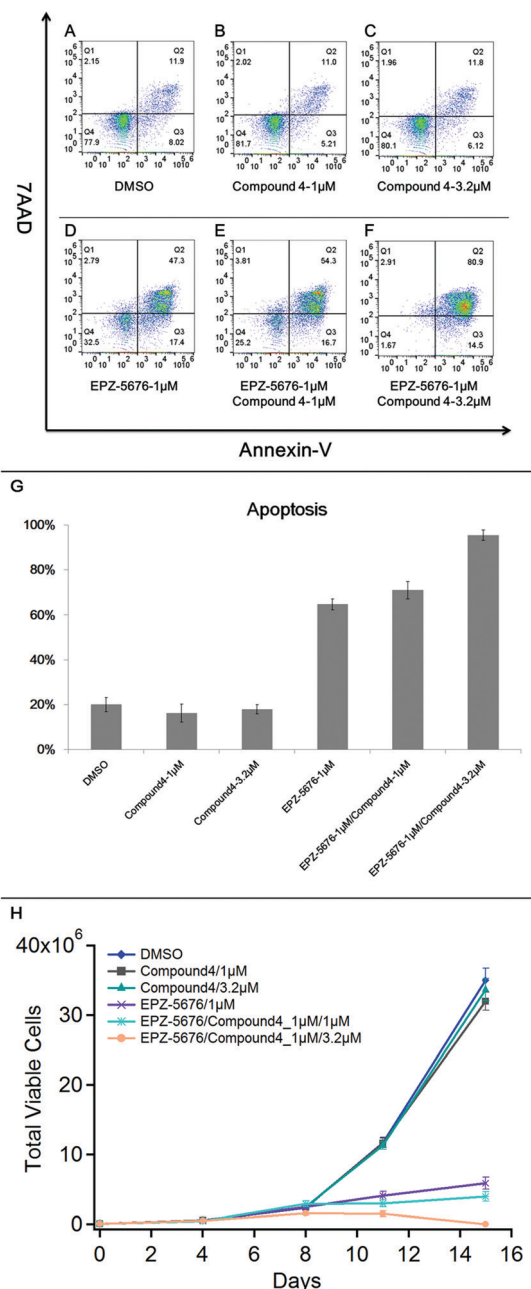 A
B
C
Q1
2.15
Q2
11.9
Q4
77.9
Q3
8.02
Q1
2.02
Q2
11.0
Q4
81.7
Q3
5.21
Q1
1.96
Q2
11.8
Q4
80.1
Q3
6.12
DMSO
Compound 4-1μM
Compound 4-3.2μM
7AAD
D
E
F
Q1
2.79
Q2
47.3
Q4
32.5
Q3
17.4
Q1
3.81
Q2
54.3
Q4
25.2
Q3
16.7
Q1
2.91
Q2
80.9
Q4
1.67
Q3
14.5
EPZ-5676-1μM
EPZ-5676-1μM
Compound 4-1μM
EPZ-5676-1μM
Compound 4-3.2μM
Annexin-V
G
Apoptosis
100%
80%
60%
40%
20%
0%
DMSO
Compound4-1μM
Compound4-3.2μM
EPZ-5676-1μM
EPZ-5676-1μM/Compound4-1μM
EPZ-5676-1μM/Compound4-3.2μM
H
40x10⁶
30
20
10
0
Total Viable Cells
DMSO
Compound4/1μM
Compound4/3.2μM
EPZ-5676/1μM
EPZ-5676/Compound4_1μM/1μM
EPZ-5676/Compound4_1μM/3.2μM
0 2 4 6 8 10 12 14 16
Days